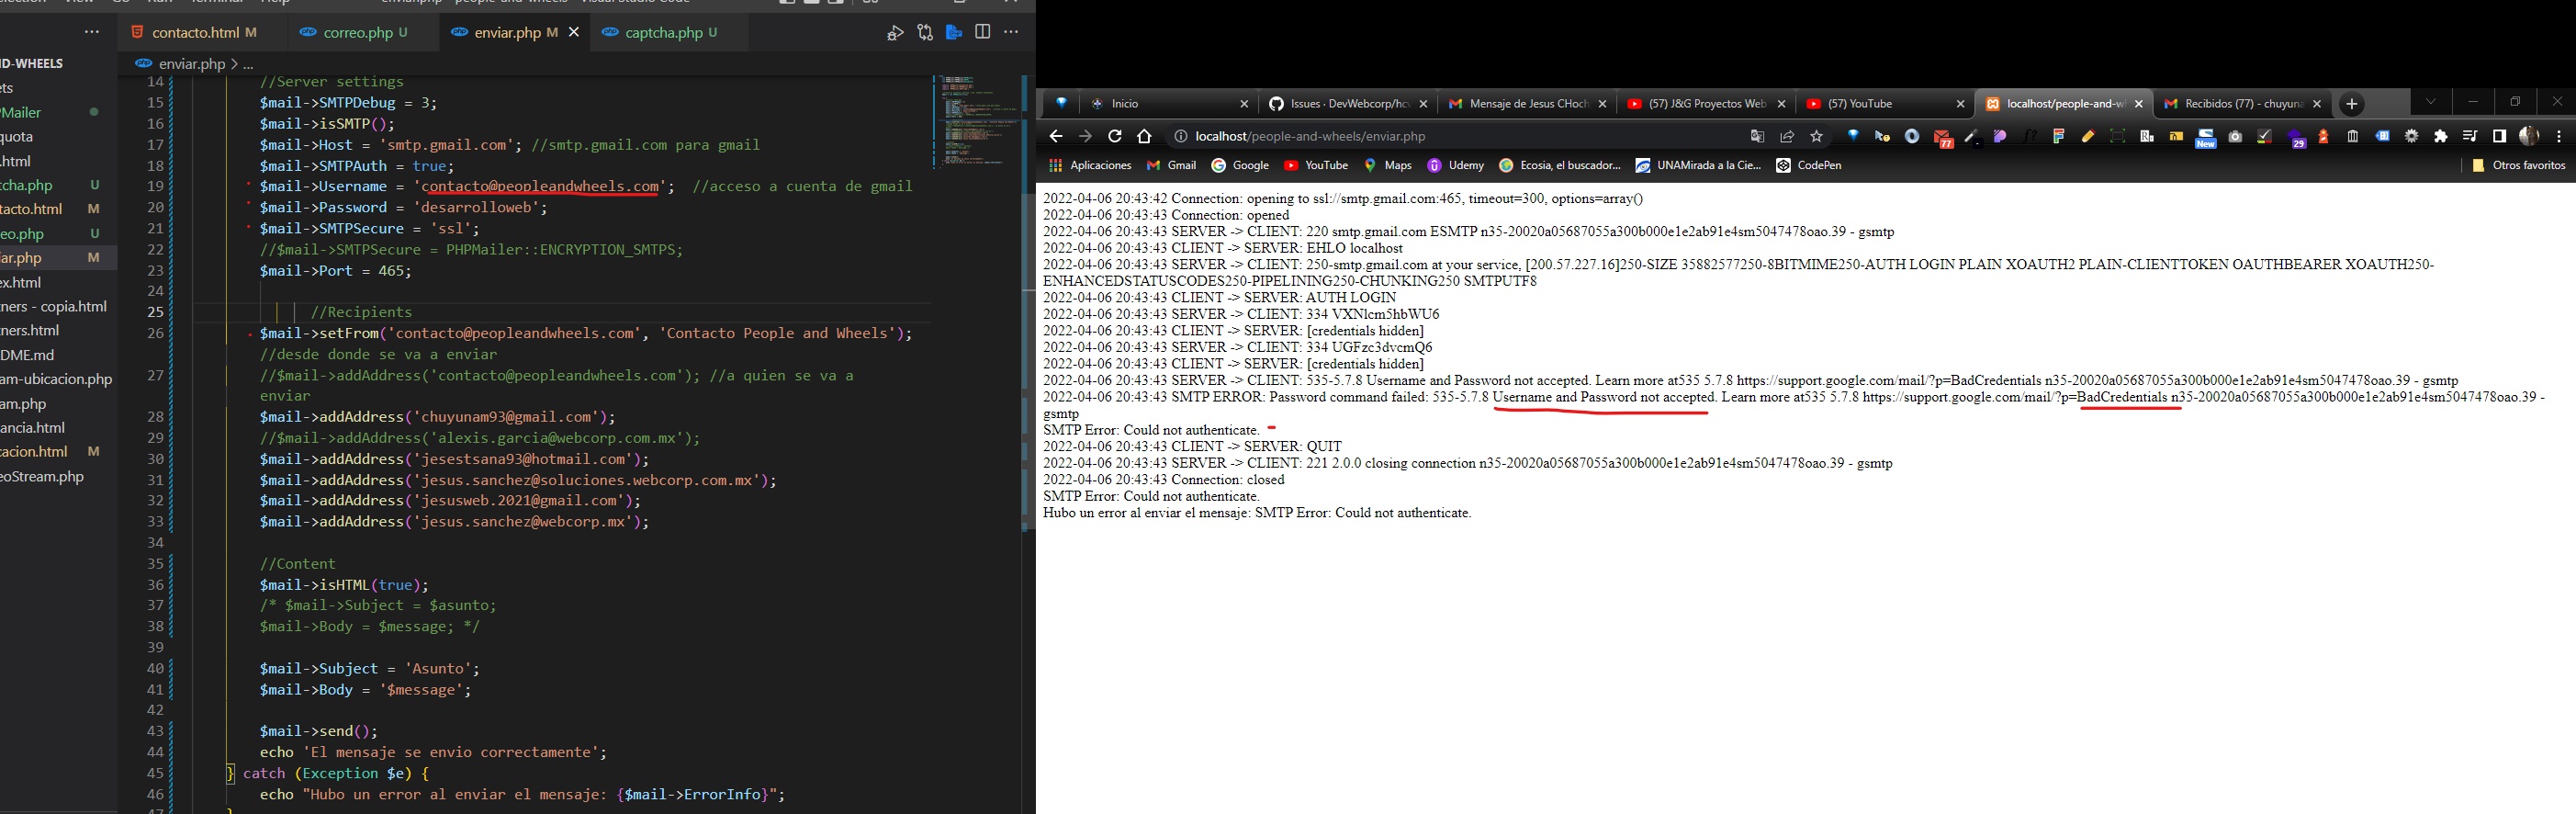 contacto.html M
correo.php U
enviar.php M
captcha.php U
D-WHEELS
enviar.php > ...
ets
Mailer
quota
.html
tcha.php U
tacto.html M
eo.php U
iar.php M
ex.html
tners - copia.html
tners.html
DME.md
am-ubicacion.php
am.php
ancia.html
cacion.html M
eoStream.php
14 //Server settings
15 $mail->SMTPDebug = 3;
16 $mail->isSMTP();
17 $mail->Host = 'smtp.gmail.com'; //smtp.gmail.com para gmail
18 $mail->SMTPAuth = true;
19 $mail->Username = 'contacto@peopleandwheels.com'; //acceso a cuenta de gmail
20 $mail->Password = 'desarrolloweb';
21 $mail->SMTPSecure = 'ssl';
22 //$mail->SMTPSecure = PHPMailer::ENCRYPTION_SMTPS;
23 $mail->Port = 465;
24
25 //Recipients
26 $mail->setFrom('contacto@peopleandwheels.com', 'Contacto People and Wheels');
//desde donde se va a enviar
27 //$mail->addAddress('contacto@peopleandwheels.com'); //a quien se va a
enviar
28 $mail->addAddress('chuyunam93@gmail.com');
29 //$mail->addAddress('alexis.garcia@webcorp.com.mx');
30 $mail->addAddress('jesestsana93@hotmail.com');
31 $mail->addAddress('jesus.sanchez@soluciones.webcorp.com.mx');
32 $mail->addAddress('jesusweb.2021@gmail.com');
33 $mail->addAddress('jesus.sanchez@webcorp.mx');
34
35 //Content
36 $mail->isHTML(true);
37 /* $mail->Subject = $asunto;
38 $mail->Body = $message; */
39
40 $mail->Subject = 'Asunto';
41 $mail->Body = '$message';
42
43 $mail->send();
44 echo 'El mensaje se envio correctamente';
45 } catch (Exception $e) {
46 echo "Hubo un error al enviar el mensaje: {$mail->ErrorInfo}";
Inicio
Issues · DevWebcorp/hcv
Mensaje de Jesus CHoch
(57) J&G Proyectos Web
(57) YouTube
localhost/people-and-w
Recibidos (77) - chuyuna
localhost/people-and-wheels/enviar.php
77
New
29
Aplicaciones
Gmail
Google
YouTube
Maps
Udemy
Ecosia, el buscador...
UNAMirada a la Cie...
CodePen
Otros favoritos
2022-04-06 20:43:42 Connection: opening to ssl://smtp.gmail.com:465, timeout=300, options=array()
2022-04-06 20:43:43 Connection: opened
2022-04-06 20:43:43 SERVER -> CLIENT: 220 smtp.gmail.com ESMTP n35-20020a05687055a300b000e1e2ab91e4sm5047478oao.39 - gsmtp
2022-04-06 20:43:43 CLIENT -> SERVER: EHLO localhost
2022-04-06 20:43:43 SERVER -> CLIENT: 250-smtp.gmail.com at your service, [200.57.227.16]250-SIZE 35882577250-8BITMIME250-AUTH LOGIN PLAIN XOAUTH2 PLAIN-CLIENTTOKEN OAUTHBEARER XOAUTH250-
ENHANCEDSTATUSCODES250-PIPELINING250-CHUNKING250 SMTPUTF8
2022-04-06 20:43:43 CLIENT -> SERVER: AUTH LOGIN
2022-04-06 20:43:43 SERVER -> CLIENT: 334 VXNlcm5hbWU6
2022-04-06 20:43:43 CLIENT -> SERVER: [credentials hidden]
2022-04-06 20:43:43 SERVER -> CLIENT: 334 UGFzc3dvcmQ6
2022-04-06 20:43:43 CLIENT -> SERVER: [credentials hidden]
2022-04-06 20:43:43 SERVER -> CLIENT: 535-5.7.8 Username and Password not accepted. Learn more at535 5.7.8 https://support.google.com/mail/?p=BadCredentials n35-20020a05687055a300b000e1e2ab91e4sm5047478oao.39 - gsmtp
2022-04-06 20:43:43 SMTP ERROR: Password command failed: 535-5.7.8 Username and Password not accepted. Learn more at535 5.7.8 https://support.google.com/mail/?p=BadCredentials n35-20020a05687055a300b000e1e2ab91e4sm5047478oao.39 -
gsmtp
SMTP Error: Could not authenticate.
2022-04-06 20:43:43 CLIENT -> SERVER: QUIT
2022-04-06 20:43:43 SERVER -> CLIENT: 221 2.0.0 closing connection n35-20020a05687055a300b000e1e2ab91e4sm5047478oao.39 - gsmtp
2022-04-06 20:43:43 Connection: closed
SMTP Error: Could not authenticate.
Hubo un error al enviar el mensaje: SMTP Error: Could not authenticate.